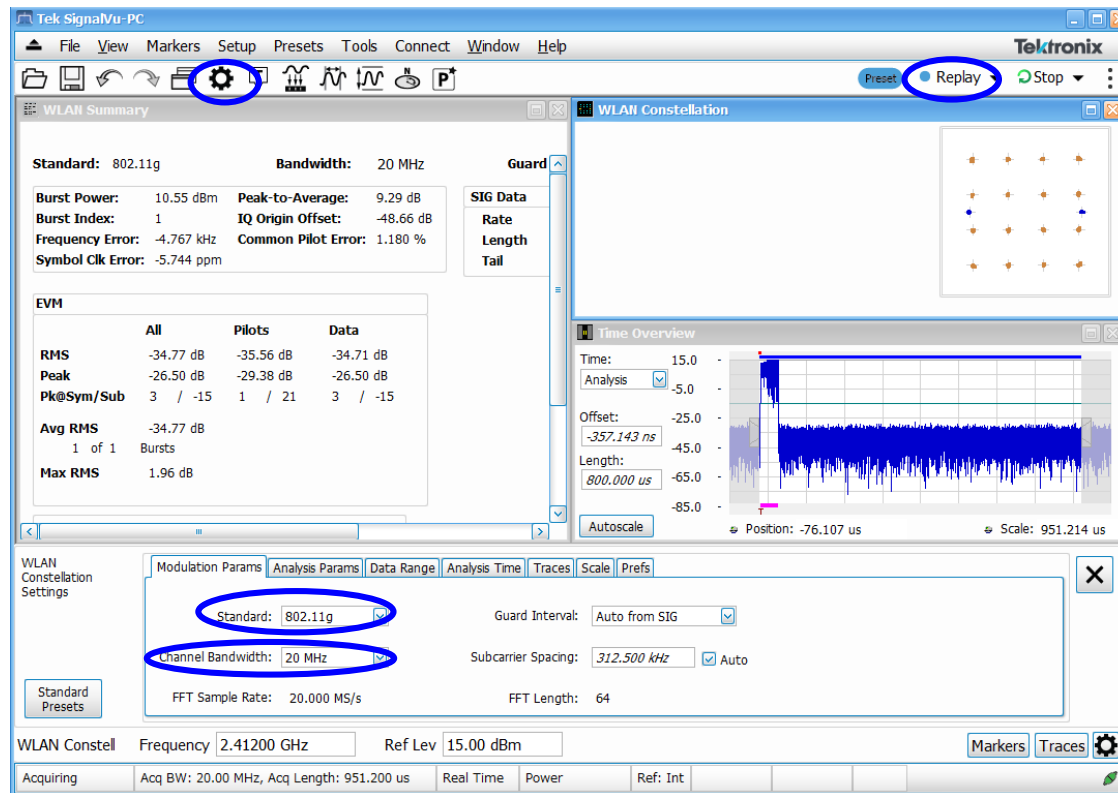 Tek SignalVu-PC
File View Markers Setup Presets Tools Connect Window Help
Tektronix
Preset Replay Stop
WLAN Summary
Standard: 802.11g Bandwidth: 20 MHz Guard
Burst Power: 10.55 dBm Peak-to-Average: 9.29 dB
Burst Index: 1 IQ Origin Offset: -48.66 dB
Frequency Error: -4.767 kHz Common Pilot Error: 1.180 %
Symbol Clk Error: -5.744 ppm
SIG Data
Rate
Length
Tail
EVM
All Pilots Data
RMS -34.77 dB -35.56 dB -34.71 dB
Peak -26.50 dB -29.38 dB -26.50 dB
Pk@Sym/Sub 3 / -15 1 / 21 3 / -15
Avg RMS -34.77 dB
1 of 1 Bursts
Max RMS 1.96 dB
WLAN Constellation
Time Overview
Time:
Analysis
Offset:
-357.143 ns
Length:
800.000 us
Autoscale
15.0
-5.0
-25.0
-45.0
-65.0
-85.0
T
Position: -76.107 us Scale: 951.214 us
WLAN
Constellation
Settings
Standard
Presets
Modulation Params Analysis Params Data Range Analysis Time Traces Scale Prefs
Standard: 802.11g Guard Interval: Auto from SIG
Channel Bandwidth: 20 MHz Subcarrier Spacing: 312.500 kHz Auto
FFT Sample Rate: 20.000 MS/s FFT Length: 64
WLAN Constell Frequency 2.41200 GHz Ref Lev 15.00 dBm Markers Traces
Acquiring Acq BW: 20.00 MHz, Acq Length: 951.200 us Real Time Power Ref: Int